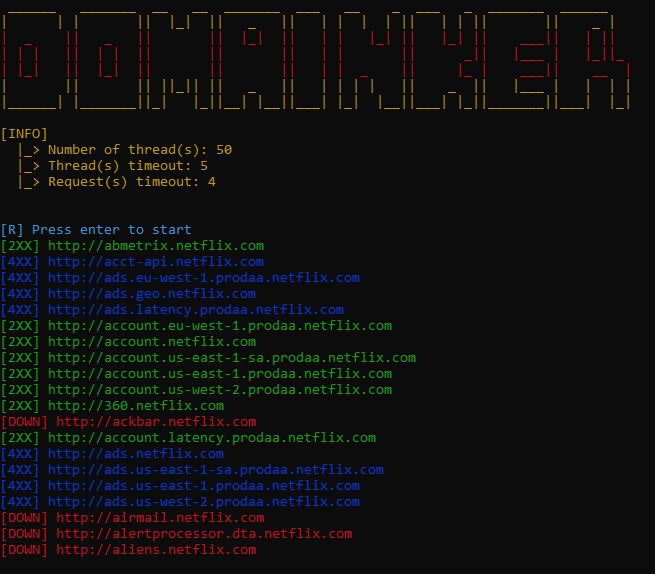 DOMAINKER
[INFO]
|_> Number of thread(s): 50
|_> Thread(s) timeout: 5
|_> Request(s) timeout: 4
[R] Press enter to start
[2XX] http://abmetrix.netflix.com
[4XX] http://acct-api.netflix.com
[4XX] http://ads.eu-west-1.prodaa.netflix.com
[4XX] http://ads.geo.netflix.com
[4XX] http://ads.latency.prodaa.netflix.com
[2XX] http://account.eu-west-1.prodaa.netflix.com
[2XX] http://account.netflix.com
[2XX] http://account.us-east-1-sa.prodaa.netflix.com
[2XX] http://account.us-east-1.prodaa.netflix.com
[2XX] http://account.us-west-2.prodaa.netflix.com
[2XX] http://360.netflix.com
[DOWN] http://ackbar.netflix.com
[2XX] http://account.latency.prodaa.netflix.com
[4XX] http://ads.netflix.com
[4XX] http://ads.us-east-1-sa.prodaa.netflix.com
[4XX] http://ads.us-east-1.prodaa.netflix.com
[4XX] http://ads.us-west-2.prodaa.netflix.com
[DOWN] http://airmail.netflix.com
[DOWN] http://alertprocessor.dta.netflix.com
[DOWN] http://aliens.netflix.com